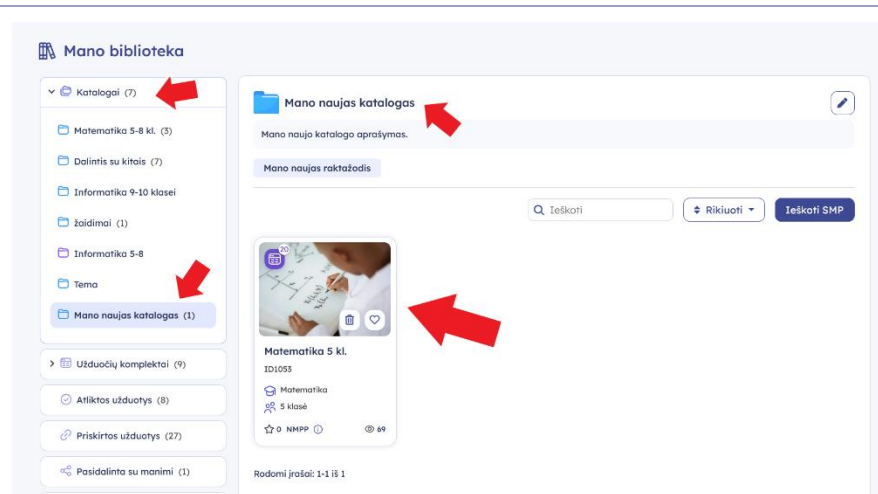 Mano biblioteka
Katalogai (7)
Matematika 5-8 kl. (3)
Dalintis su kitais (7)
Informatika 9-10 klasei
žaidimai (1)
Informatika 5-8
Tema
Mano naujas katalogas (1)
Užduočių komplektai (9)
Atliktos užduotys (8)
Priskirtos užduotys (27)
Pasidalinta su manimi (1)
Mano naujas katalogas
Mano naujo katalogo aprašymas.
Mano naujas raktažodis
Ieškoti
Rikiuoti
Ieškoti SMP
20
Matematika 5 kl.
ID1053
Matematika
5 klasė
0 NMPP
69
Rodomi įrašai: 1-1 iš 1